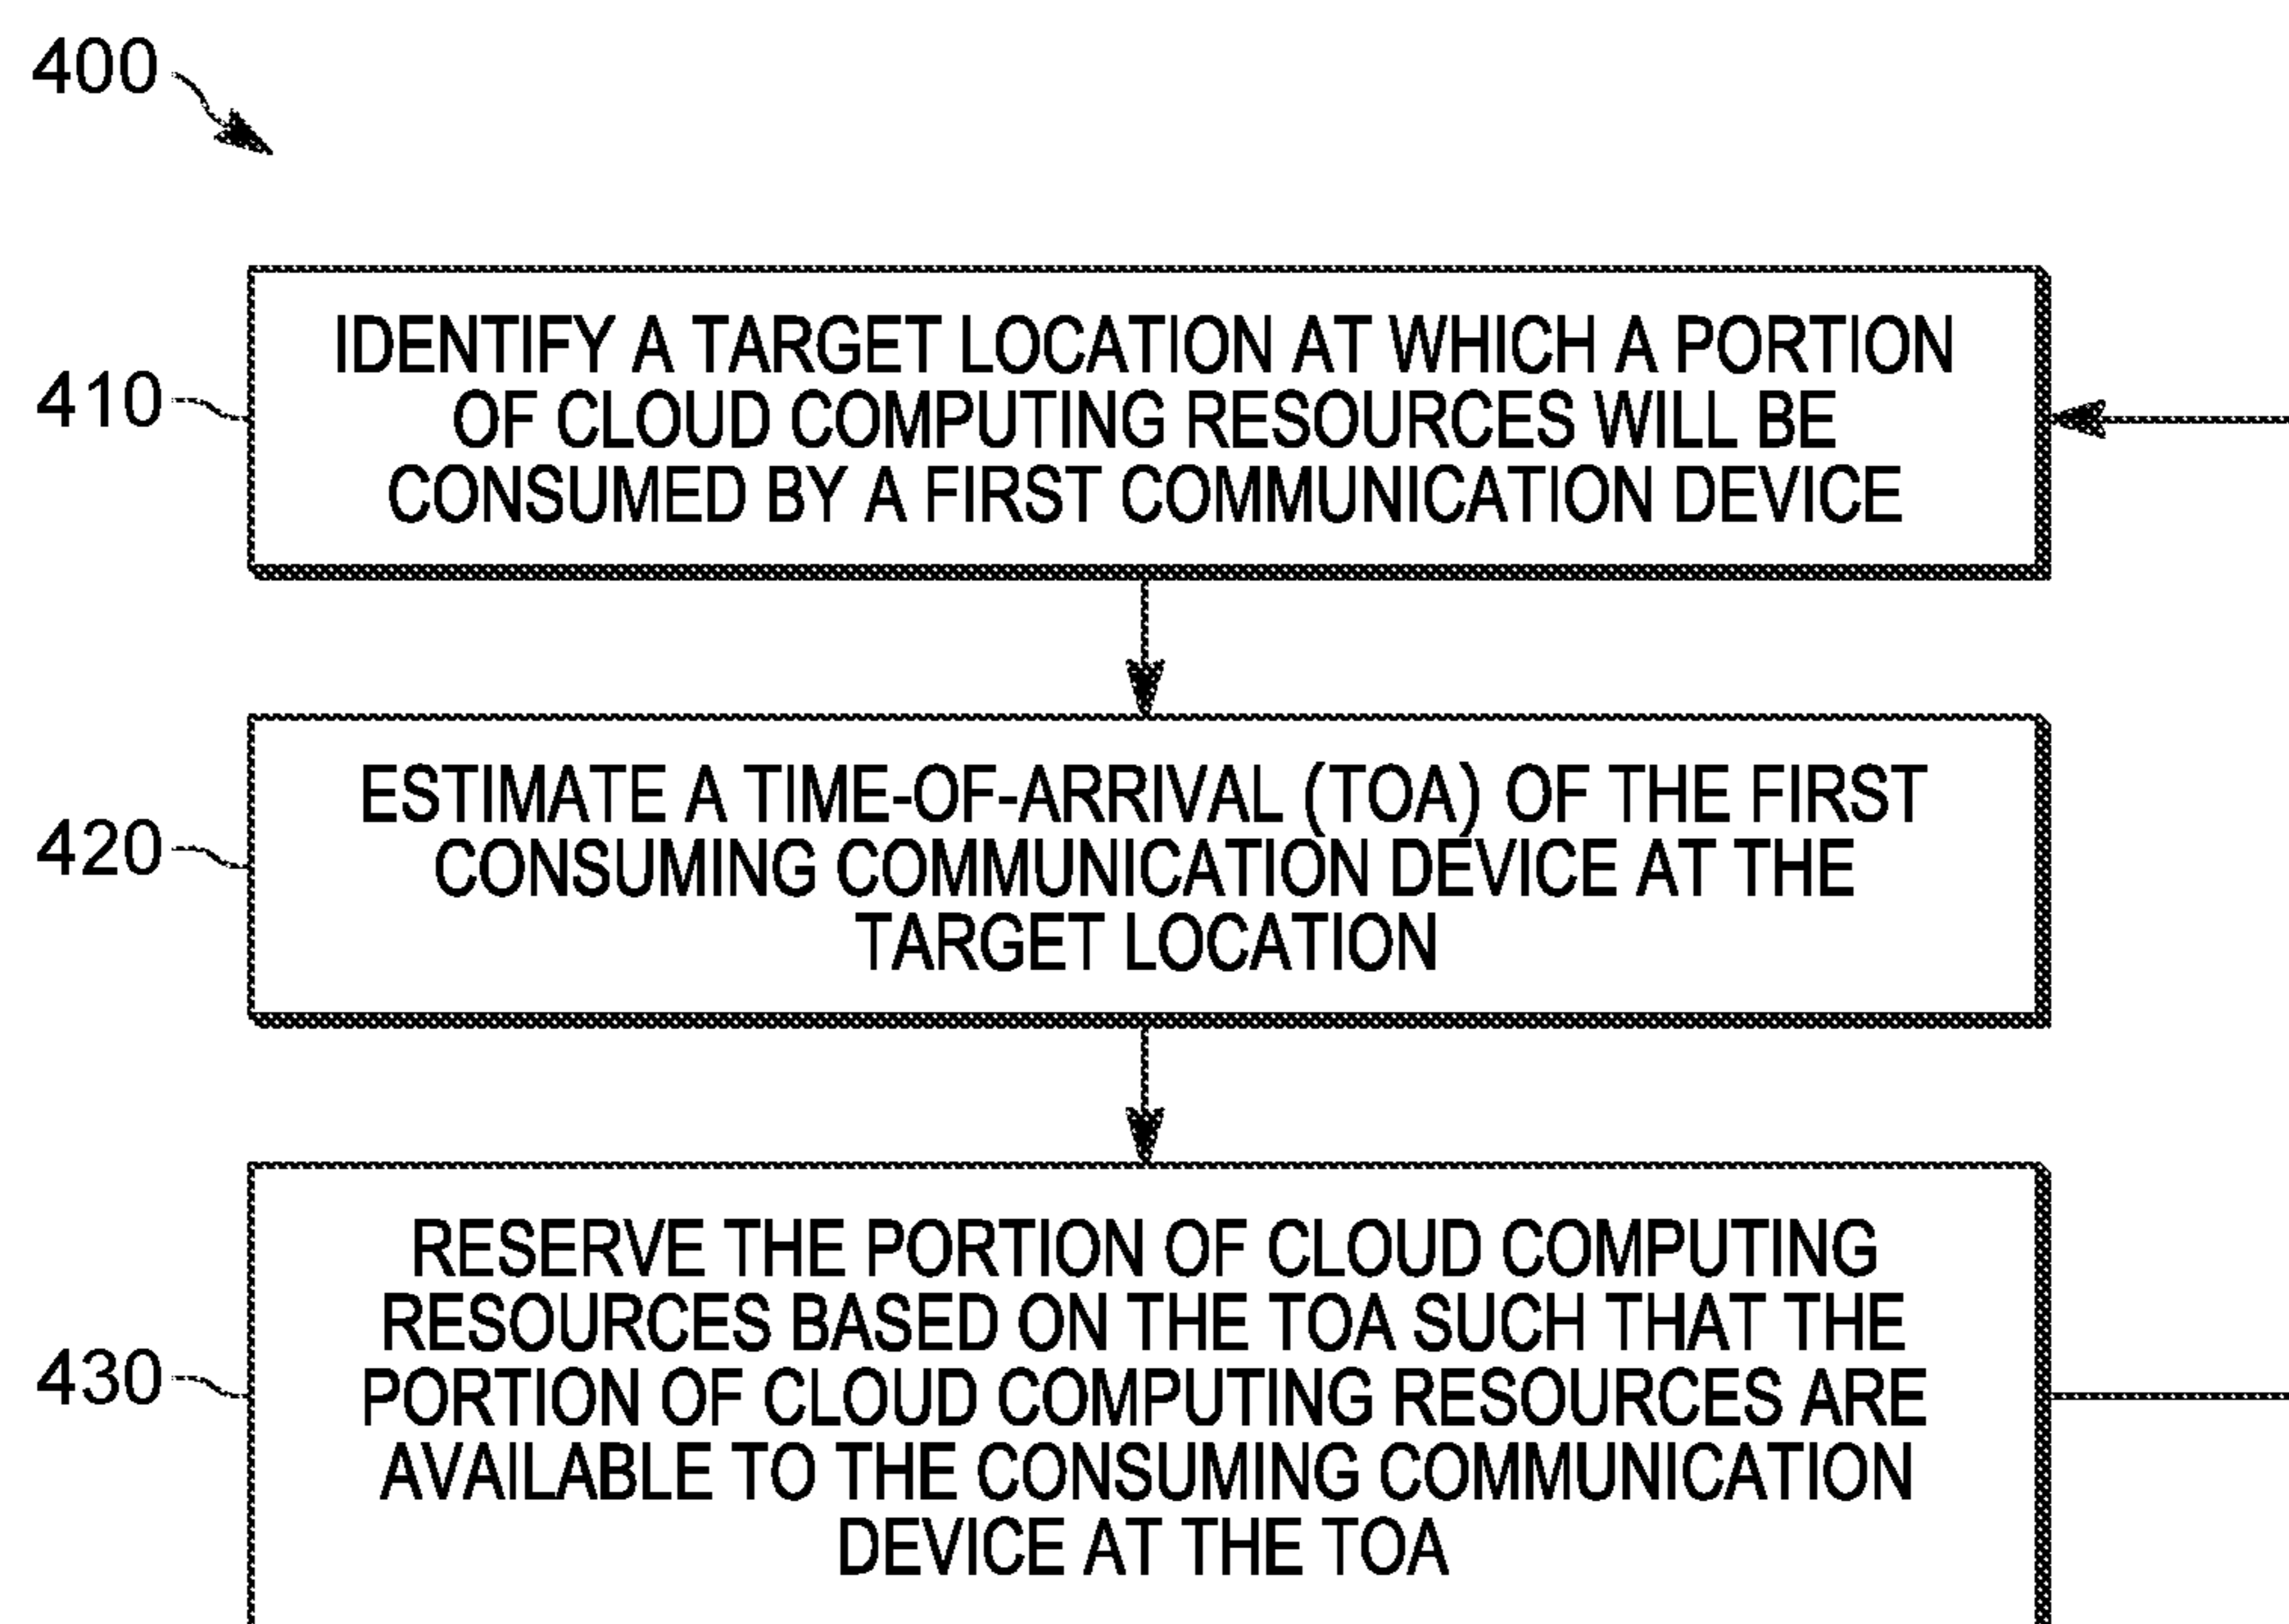 400
410
IDENTIFY A TARGET LOCATION AT WHICH A PORTION
OF CLOUD COMPUTING RESOURCES WILL BE
CONSUMED BY A FIRST COMMUNICATION DEVICE
420
ESTIMATE A TIME-OF-ARRIVAL (TOA) OF THE FIRST
CONSUMING COMMUNICATION DEVICE AT THE
TARGET LOCATION
430
RESERVE THE PORTION OF CLOUD COMPUTING
RESOURCES BASED ON THE TOA SUCH THAT THE
PORTION OF CLOUD COMPUTING RESOURCES ARE
AVAILABLE TO THE CONSUMING COMMUNICATION
DEVICE AT THE TOA